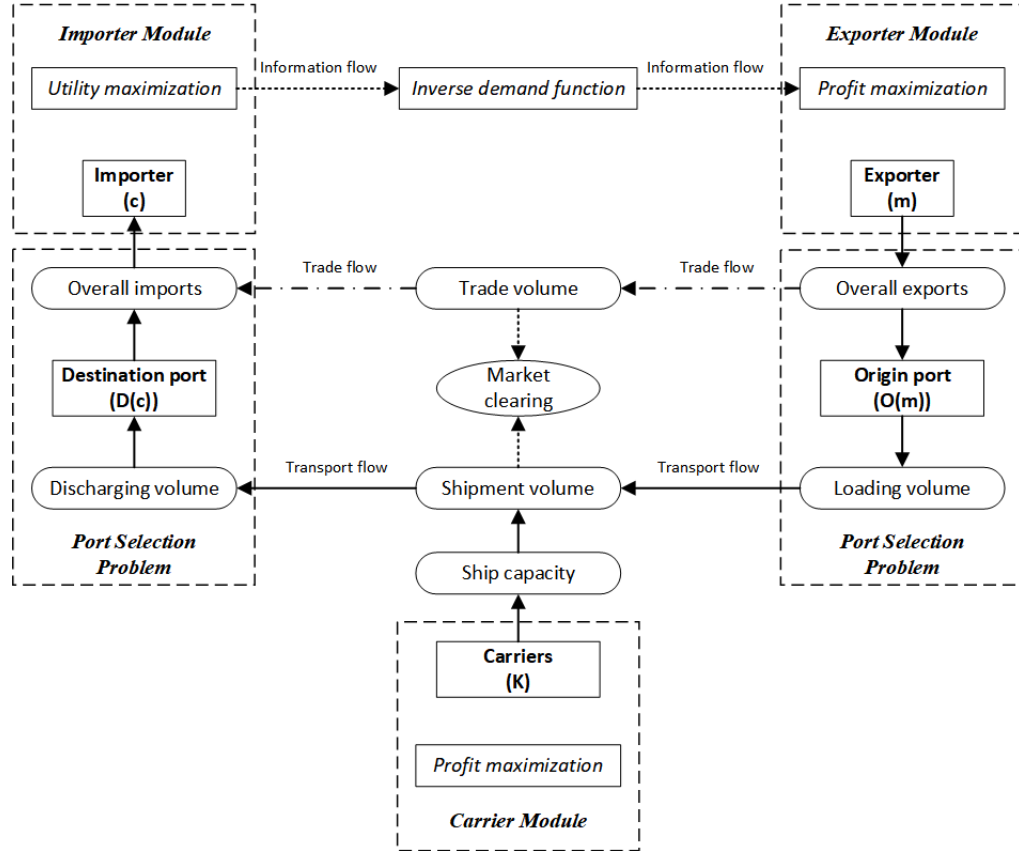 Importer Module
Exporter Module
Information flow
Information flow
Utility maximization
Inverse demand function
Profit maximization
Importer
(c)
Exporter
(m)
Trade flow
Trade flow
Overall imports
Trade volume
Overall exports
Destination port
(D(c))
Market
clearing
Origin port
(O(m))
Transport flow
Transport flow
Discharging volume
Shipment volume
Loading volume
Port Selection
Problem
Port Selection
Problem
Ship capacity
Carriers
(K)
Profit maximization
Carrier Module